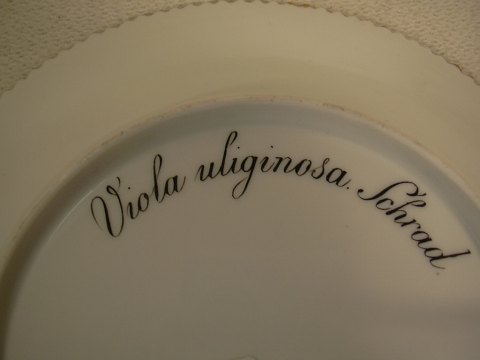 Viola uliginosa. Schrad.